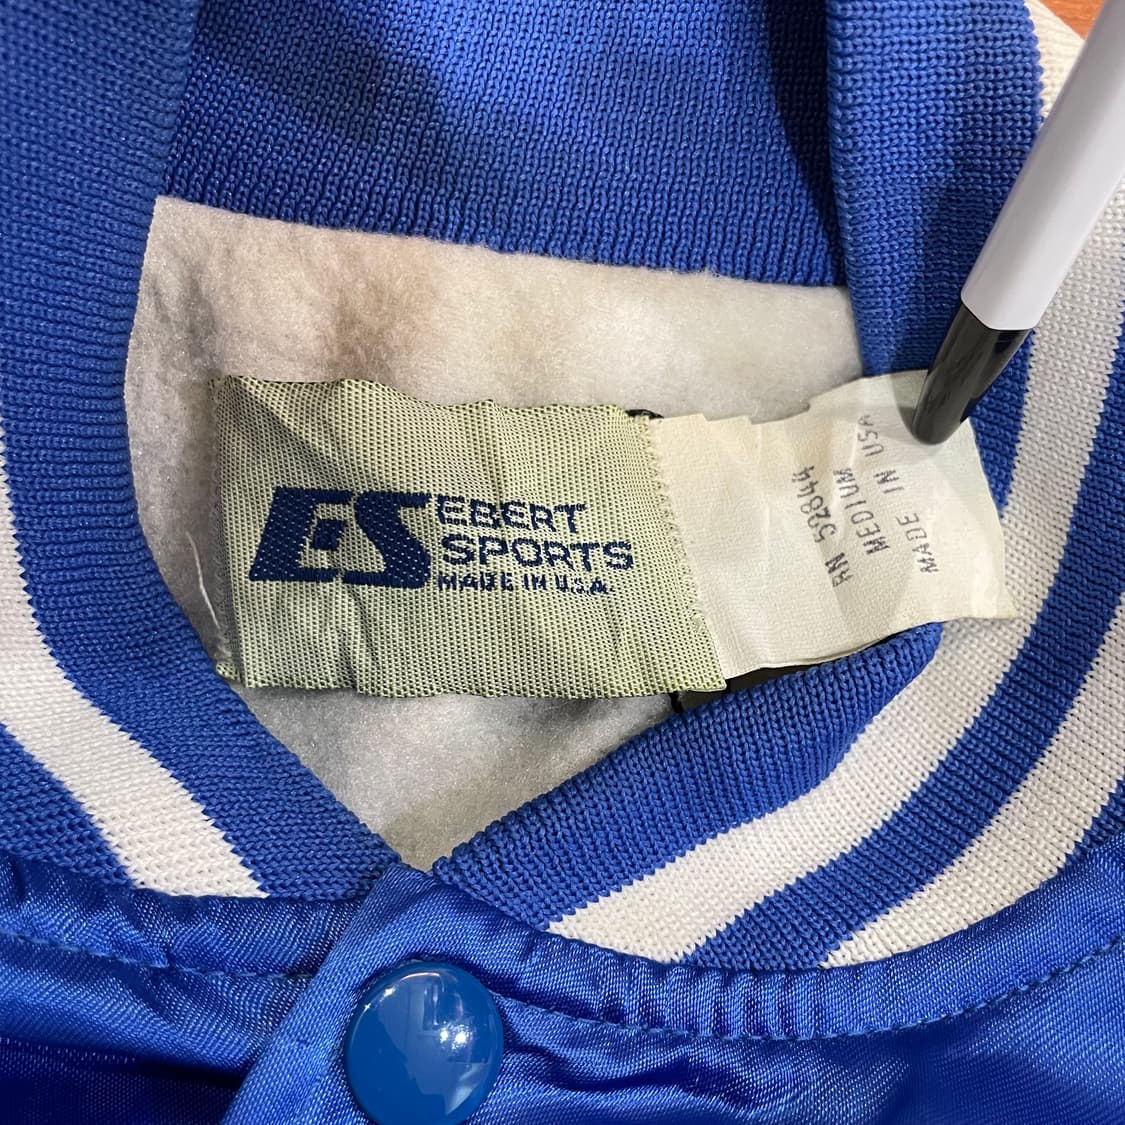 ES
EBERT
SPORTS
MADE IN U.S.A.
RN 52844
MEDIUM
MADE IN USA